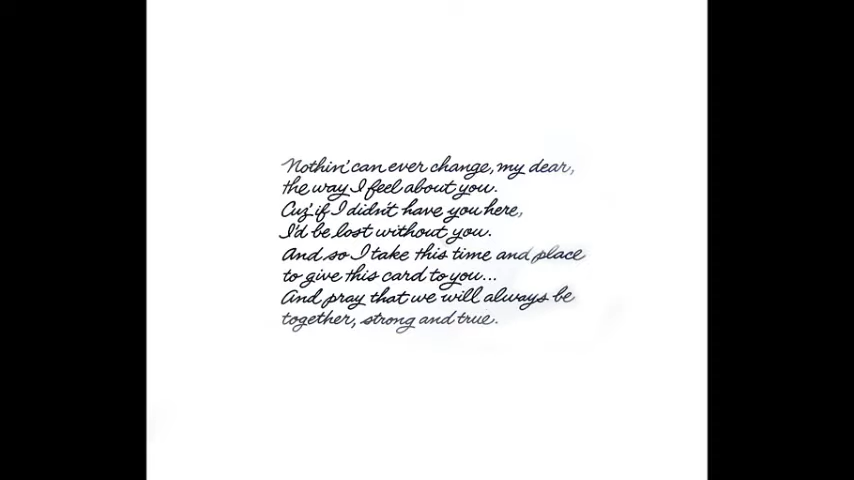 Nothin' can ever change, my dear,
the way I feel about you.
Cuz' if I didn't have you here,
I'd be lost without you.
And so I take this time and place
to give this card to you...
And pray that we will always be
together, strong and true.